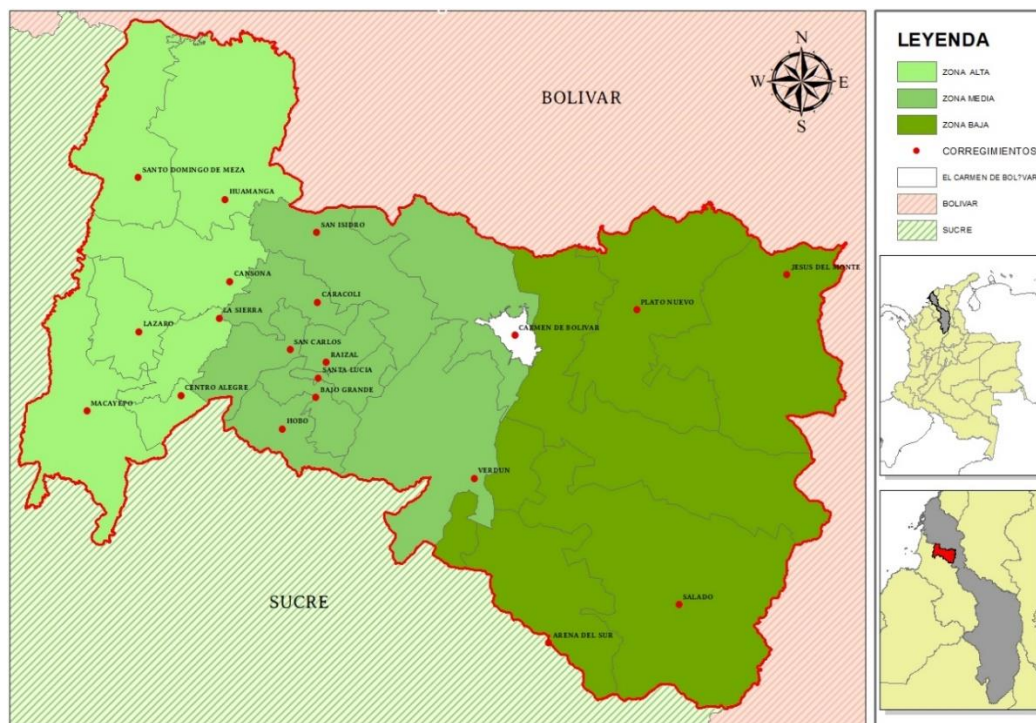 BOLIVAR
N
W
E
S
SANTO DOMINGO DE MEZA
HUAMANGA
SAN ISIDRO
CANSONA
JESUS DEL MONTE
CARACOLI
PLATO NUEVO
LA SIERRA
LAZARO
CARMEN DE BOLIVAR
SAN CARLOS
RAIZAL
SANTA LUCIA
CENTRO ALEGRE
BAJO GRANDE
MACAYEPO
HOBO
VERDUN
SUCRE
SALADO
ARENA DEL SUR
LEYENDA
ZONA ALTA
ZONA MEDIA
ZONA BAJA
CORREGIMIENTOS
EL CARMEN DE BOL?VAR
BOLIVAR
SUCRE